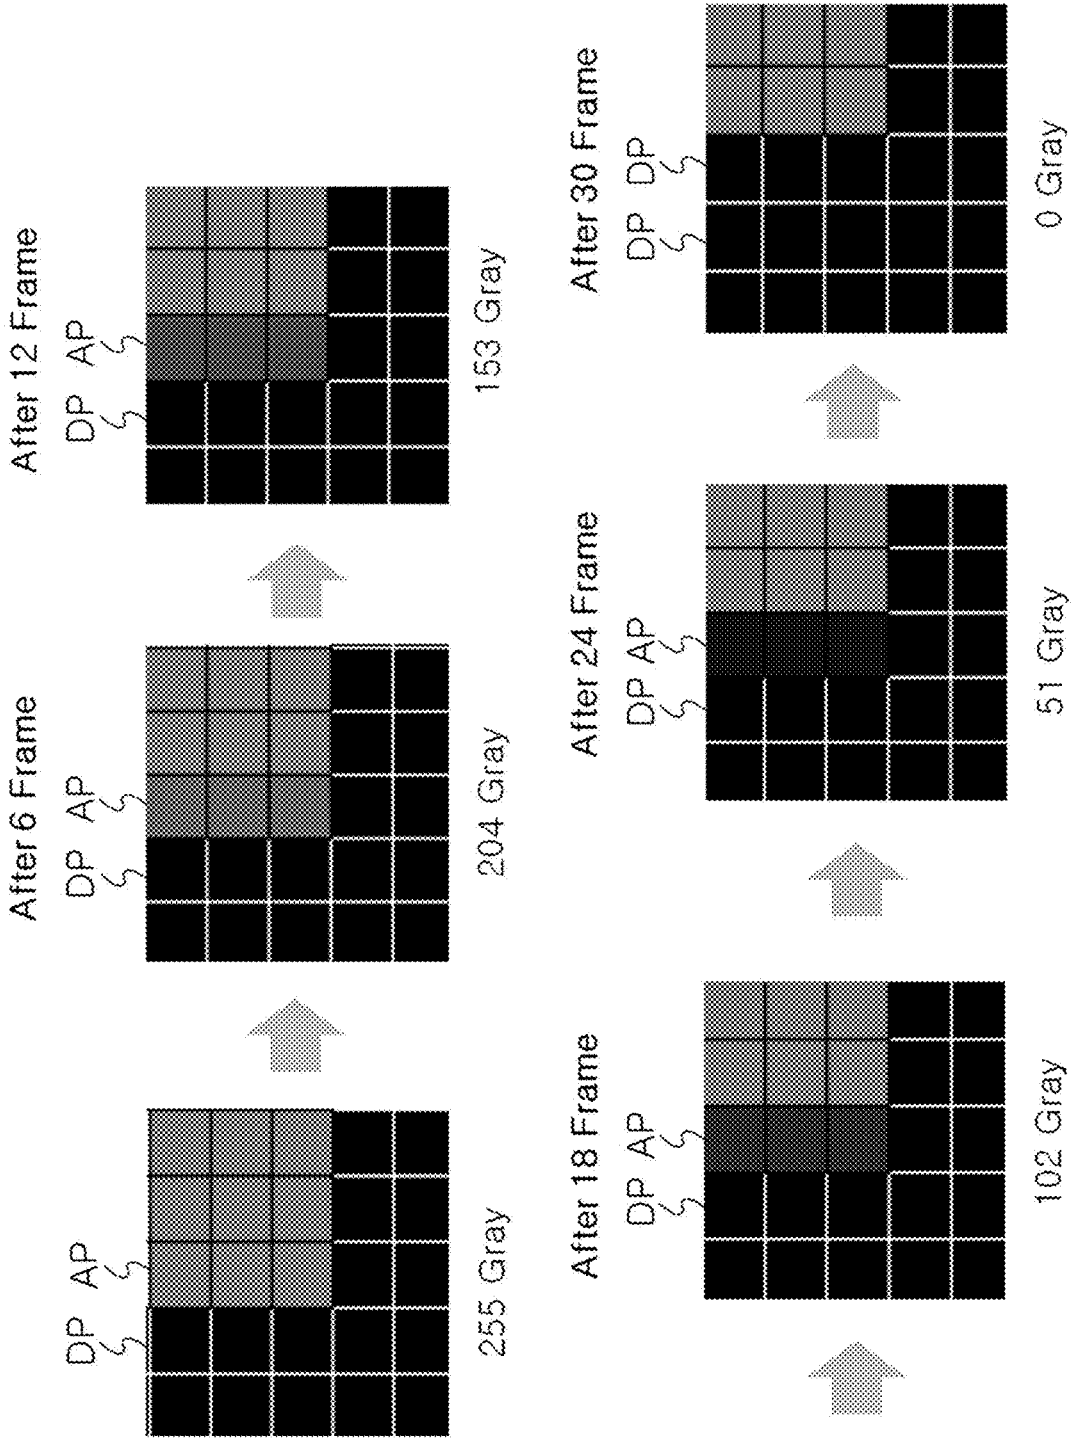 DP AP
255 Gray
After 6 Frame
DP AP
204 Gray
After 12 Frame
DP AP
153 Gray
After 18 Frame
DP AP
102 Gray
After 24 Frame
DP AP
51 Gray
After 30 Frame
DP DP
0 Gray